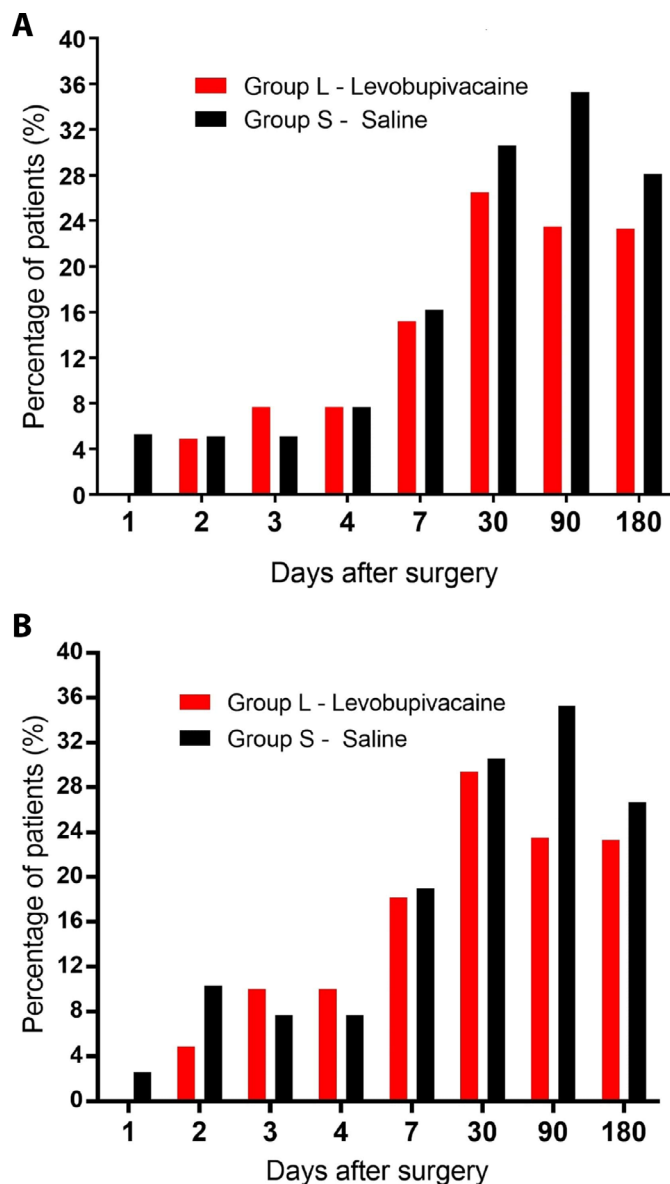 A
Percentage of patients (%)
40
36
32
28
24
20
16
12
8
4
0
Group L - Levobupivacaine
Group S - Saline
1 2 3 4 7 30 90 180
Days after surgery
B
Percentage of patients (%)
40
36
32
28
24
20
16
12
8
4
0
Group L - Levobupivacaine
Group S - Saline
1 2 3 4 7 30 90 180
Days after surgery